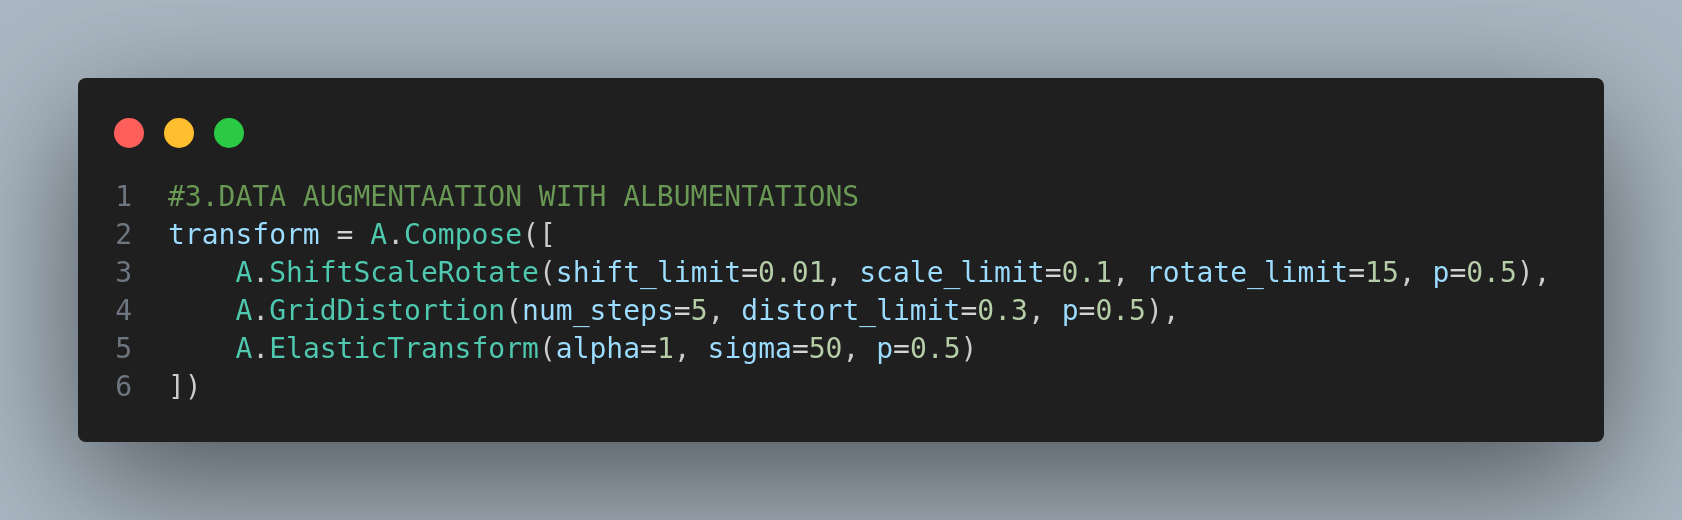 1 #3.DATA AUGMENTAATION WITH ALBUMENTATIONS
2 transform = A.Compose([
3     A.ShiftScaleRotate(shift_limit=0.01, scale_limit=0.1, rotate_limit=15, p=0.5),
4     A.GridDistortion(num_steps=5, distort_limit=0.3, p=0.5),
5     A.ElasticTransform(alpha=1, sigma=50, p=0.5)
6 ])